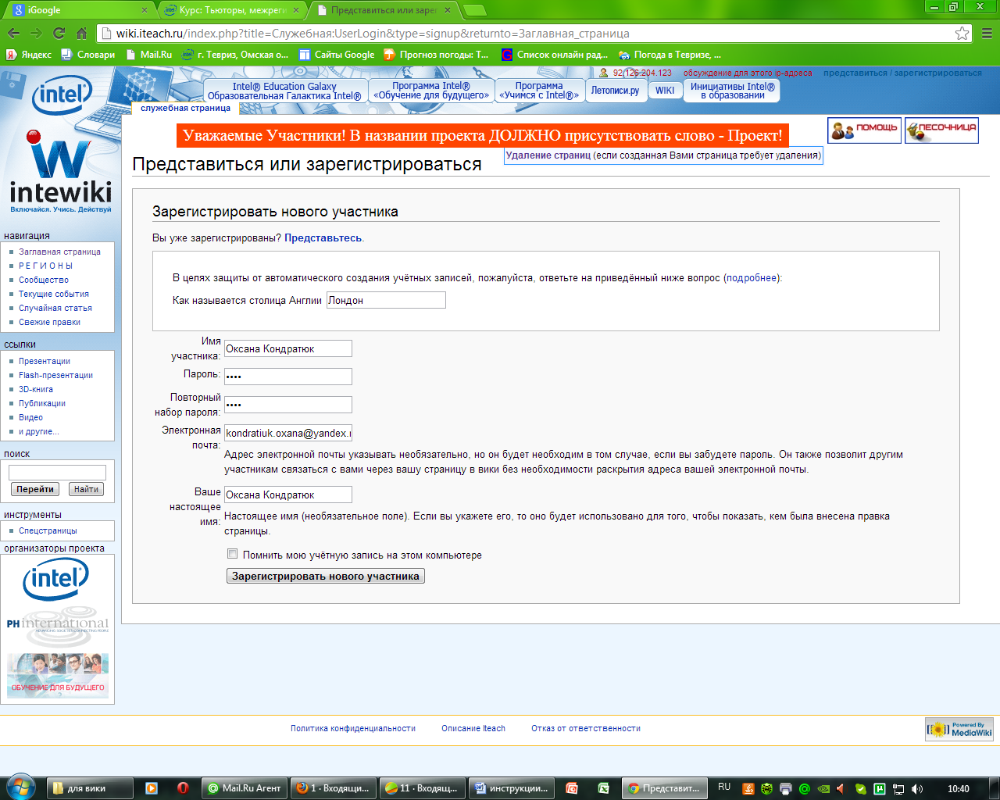 iGoogle
Курс: Тьюторы, межреги
Представиться или зарег
wiki.iteach.ru/index.php?title=Служебная:UserLogin&type=signup&returnto=Заглавная_страница
Яндекс
Словари
Mail.Ru
г. Тевриз, Омская о...
Сайты Google
Прогноз погоды: Т...
Список онлайн рад...
Погода в Тевризе, ...
92.126.204.123 обсуждение для этого ip-адреса представиться / зарегистрироваться
Intel® Education Galaxy
Образовательная Галактика Intel®
Программа Intel®
«Обучение для будущего»
Программа
«Учимся с Intel®»
Летописи.ру
WIKI
Инициативы Intel®
в образовании
служебная страница
Уважаемые Участники! В названии проекта ДОЛЖНО присутствовать слово - Проект!
ПОМОЩЬ
ПЕСОЧНИЦА
Удаление страниц (если созданная Вами страница требует удаления)
Представиться или зарегистрироваться
Зарегистрировать нового участника
Вы уже зарегистрированы? Представьтесь.
В целях защиты от автоматического создания учётных записей, пожалуйста, ответьте на приведённый ниже вопрос (подробнее):
Как называется столица Англии Лондон
Имя
участника:
Оксана Кондратюк
Пароль:
••••
Повторный
набор пароля:
••••
Электронная
почта:
kondratiuk.oxana@yandex.r
Адрес электронной почты указывать необязательно, но он будет необходим в том случае, если вы забудете пароль. Он также позволит другим
участникам связаться с вами через вашу страницу в вики без необходимости раскрытия адреса вашей электронной почты.
Ваше
настоящее
имя:
Оксана Кондратюк
Настоящее имя (необязательное поле). Если вы укажете его, то оно будет использовано для того, чтобы показать, кем была внесена правка
страницы.
Помнить мою учётную запись на этом компьютере
Зарегистрировать нового участника
intel
intewiki
Включайся. Учись. Действуй
навигация
Заглавная страница
Р Е Г И О Н Ы
Сообщество
Текущие события
Случайная статья
Свежие правки
ссылки
Презентации
Flash-презентации
3D-книга
Публикации
Видео
и другие...
поиск
Перейти
Найти
инструменты
Спецстраницы
организаторы проекта
intel
PH international
ОБУЧЕНИЕ ДЛЯ БУДУЩЕГО
Политика конфиденциальности
Описание Iteach
Отказ от ответственности
Powered By
MediaWiki
для вики
Mail.Ru Агент
1 · Входящи...
11 · Входящ...
инструкции...
Представит...
RU
10:40